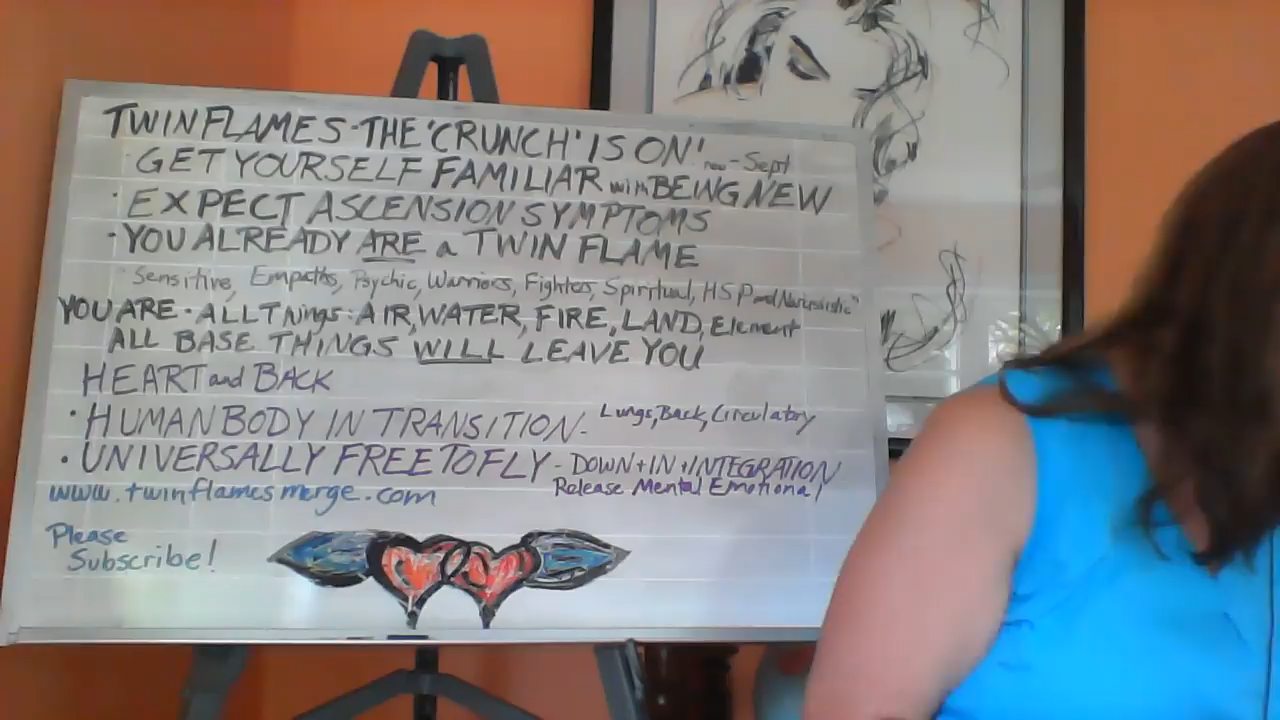 TWIN FLAMES - THE 'CRUNCH' IS ON! now - Sept
· GET YOURSELF FAMILIAR with BEING NEW
· EXPECT ASCENSION SYMPTOMS
· YOU ALREADY ARE a TWIN FLAME
· Sensitive, Empaths, Psychic, Warriors, Fighters, Spiritual, HSP and Narcissistic"
YOU ARE · ALL Things: AIR, WATER, FIRE, LAND, Element
ALL BASE THINGS WILL LEAVE YOU
HEART and BACK
· HUMAN BODY IN TRANSITION - Lungs, Back, Circulatory
· UNIVERSALLY FREE TO FLY - DOWN + IN + INTEGRATION
Release Mental Emotional
www.twinflamesmerge.com
Please
Subscribe!